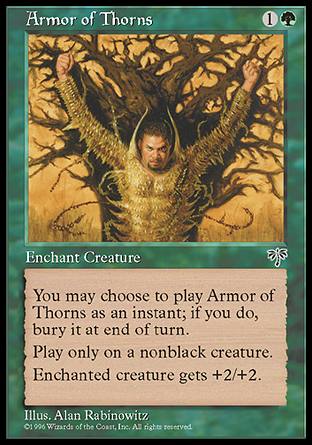 Armor of Thorns 1
Enchant Creature
You may choose to play Armor of
Thorns as an instant; if you do,
bury it at end of turn.
Play only on a nonblack creature.
Enchanted creature gets +2/+2.
Illus. Alan Rabinowitz
©1996 Wizards of the Coast, Inc. All rights reserved.